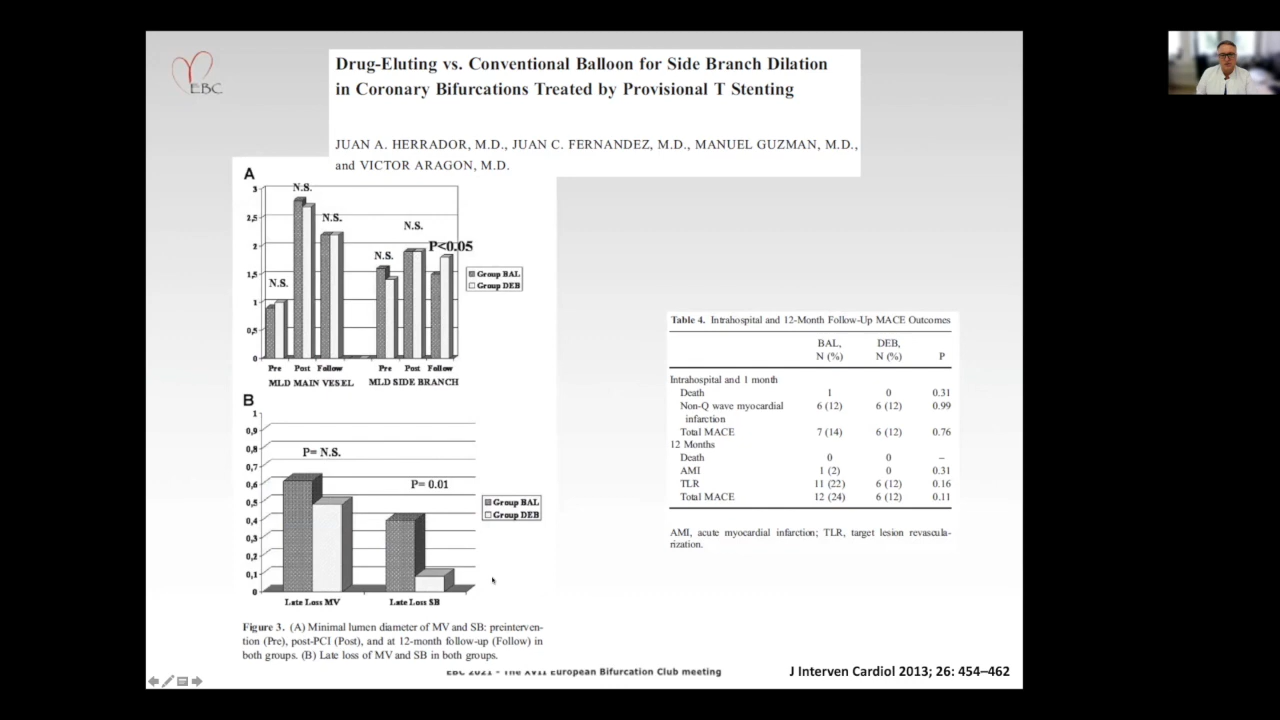 EBC
Drug-Eluting vs. Conventional Balloon for Side Branch Dilation
in Coronary Bifurcations Treated by Provisional T Stenting
JUAN A. HERRADOR, M.D., JUAN C. FERNANDEZ, M.D., MANUEL GUZMAN, M.D.,
and VICTOR ARAGON, M.D.
A
3
2,5
2
1,5
1
0,5
0
N.S.
N.S.
N.S.
N.S.
N.S.
P<0.05
Group BAL
Group DEB
Pre Post Follow Pre Post Follow
MLD MAIN VESEL MLD SIDE BRANCH
B
1
0,9
0,8
0,7
0,6
0,5
0,4
0,3
0,2
0,1
0
P= N.S.
P= 0.01
Group BAL
Group DEB
Late Loss MV Late Loss SB
Figure 3. (A) Minimal lumen diameter of MV and SB: preinterven-
tion (Pre), post-PCI (Post), and at 12-month follow-up (Follow) in
both groups. (B) Late loss of MV and SB in both groups.
Table 4. Intrahospital and 12-Month Follow-Up MACE Outcomes
BAL, DEB,
N (%) N (%) P
Intrahospital and 1 month
Death 1 0 0.31
Non-Q wave myocardial 6 (12) 6 (12) 0.99
infarction
Total MACE 7 (14) 6 (12) 0.76
12 Months
Death 0 0 –
AMI 1 (2) 0 0.31
TLR 11 (22) 6 (12) 0.16
Total MACE 12 (24) 6 (12) 0.11
AMI, acute myocardial infarction; TLR, target lesion revascula-
rization.
EBC 2021 - The XVII European Bifurcation Club meeting
J Interven Cardiol 2013; 26: 454–462